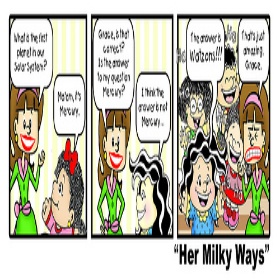 What is the first
planet in our
Solar System?
Ma'am, it's
Mercury.
Grace, is that
correct?
Is the answer
to my question
Mercury?
I think the
answer is not
Mercury...
The answer is
Watsons!!!
That's just
amazing,
Grace.
"Her Milky Ways"